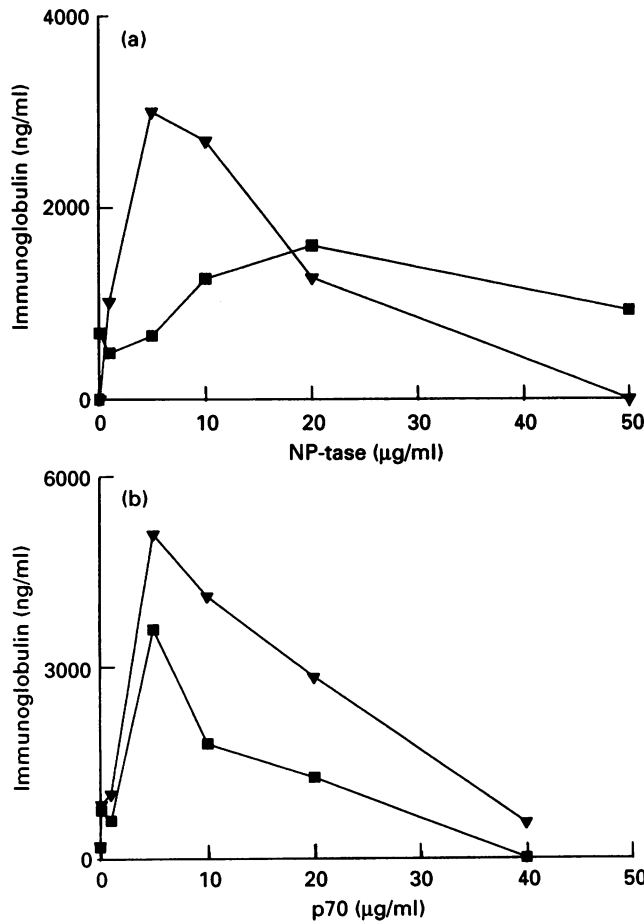 4000
(a)
2000
0
Immunoglobulin (ng/ml)
0 10 20 30 40 50
NP-tase (μg/ml)
6000
(b)
3000
0
Immunoglobulin (ng/ml)
0 10 20 30 40 50
p70 (μg/ml)